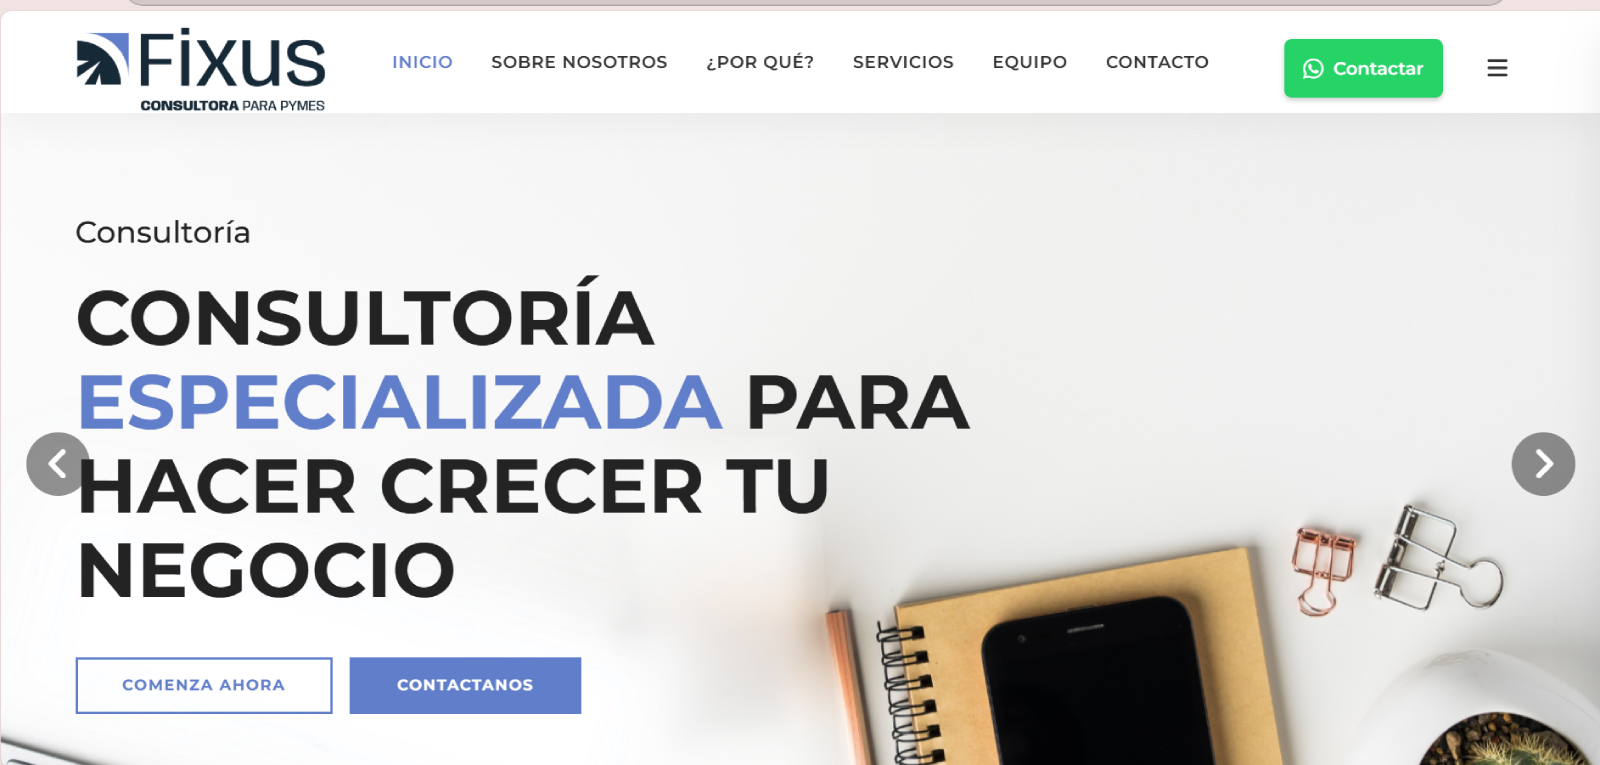 Fixus
CONSULTORA PARA PYMES
INICIO
SOBRE NOSOTROS
¿POR QUÉ?
SERVICIOS
EQUIPO
CONTACTO
Contactar
Consultoría
CONSULTORÍA
ESPECIALIZADA PARA
HACER CRECER TU
NEGOCIO
COMENZA AHORA
CONTACTANOS